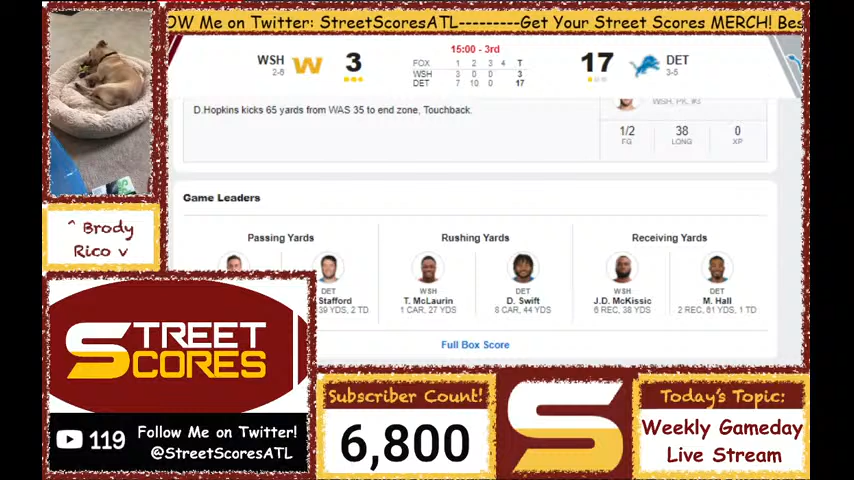 OW Me on Twitter: StreetScoresATL---------Get Your Street Scores MERCH! Bes
WSH
2-6
3
15:00 - 3rd
FOX 1 2 3 4 T
WSH 3 0 0 3
DET 7 10 0 17
17
DET
3-5
D.Hopkins kicks 65 yards from WAS 35 to end zone, Touchback.
WSH, PK, #3
1/2 38 0
FG LONG XP
Game Leaders
Passing Yards
Rushing Yards
Receiving Yards
DET
Stafford
39 YDS, 2 TD
WSH
T. McLaurin
1 CAR, 27 YDS
DET
D. Swift
8 CAR, 44 YDS
WSH
J.D. McKissic
6 REC, 38 YDS
DET
M. Hall
2 REC, 61 YDS, 1 TD
Full Box Score
^ Brody
Rico v
STREET
SCORES
119
Follow Me on Twitter!
@StreetScoresATL
Subscriber Count!
6,800
S
Today's Topic:
Weekly Gameday
Live Stream